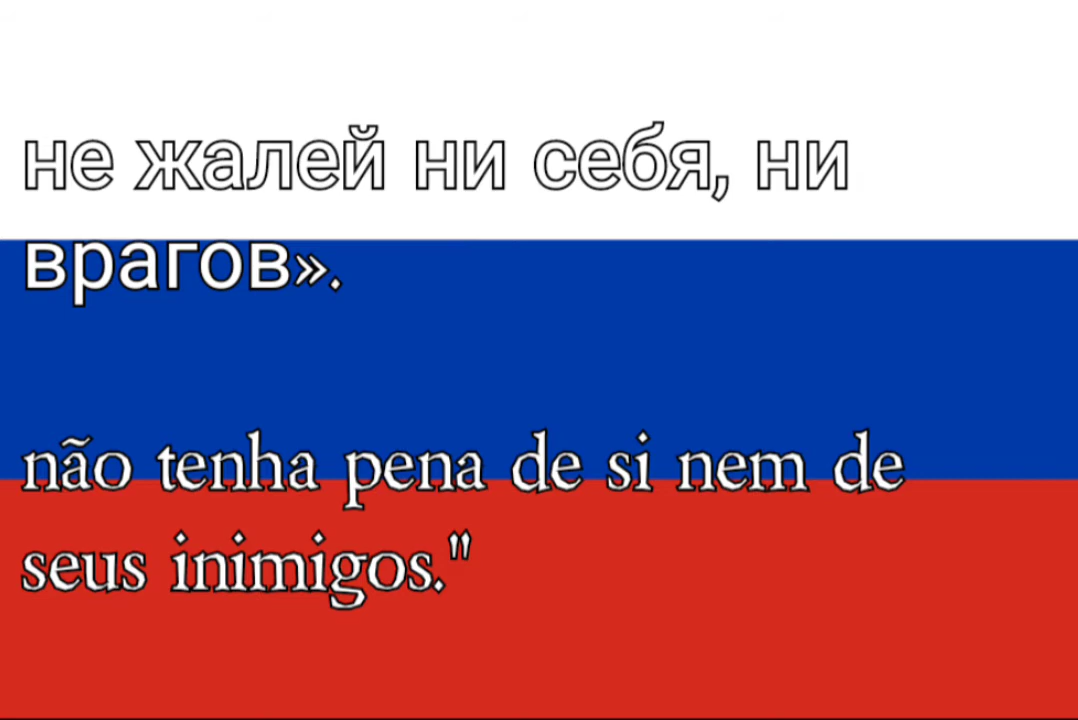 не жалей ни себя, ни
врагов».
não tenha pena de si nem de
seus inimigos."